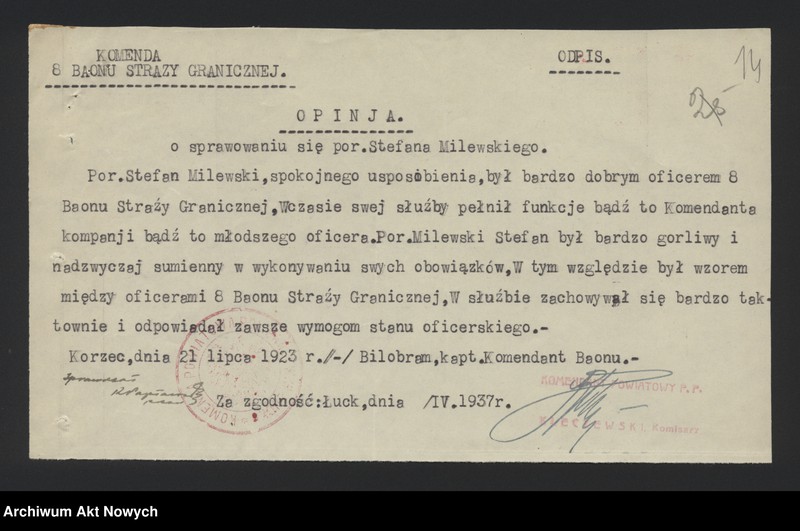 KOMENDA
8 BAONU STRAZY GRANICZNEJ.
ODPIS.
14
OPINJA.
o sprawowaniu się por.Stefana Milewskiego.
Por.Stefan Milewski,spokojnego usposobienia,był bardzo dobrym oficerem 8
Baonu Straży Granicznej,Wczasie swej służby pełnił funkcje bądź to Komendanta
kompanji bądź to młodszego oficera.Por.Milewski Stefan był bardzo gorliwy i
nadzwyczaj sumienny w wykonywaniu swych obowiązków,W tym względzie był wzorem
między oficerami 8 Baonu Straży Granicznej,W służbie zachowywał się bardzo tak-
townie i odpowiadał zawsze wymogom stanu oficerskiego.-
Korzec,dnia 21 lipca 1923 r.//-/ Bilobram,kapt.Komendant Baonu.-
KOMENDANT POWIATOWY P.P.
Za zgodność:Łuck,dnia /IV.1937r.
Komisarz
Archiwum Akt Nowych